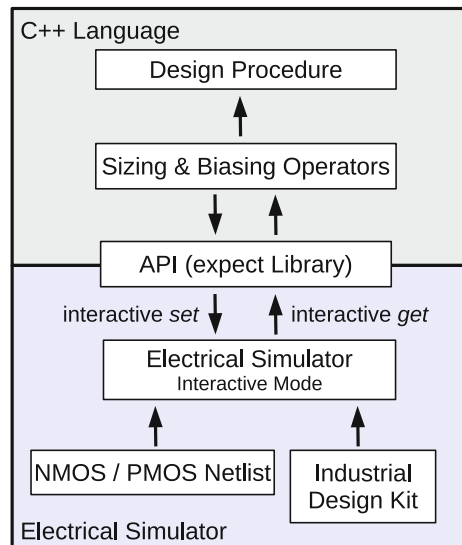 C++ Language
Design Procedure
Sizing & Biasing Operators
API (expect Library)
interactive set
interactive get
Electrical Simulator
Interactive Mode
NMOS / PMOS Netlist
Industrial
Design Kit
Electrical Simulator